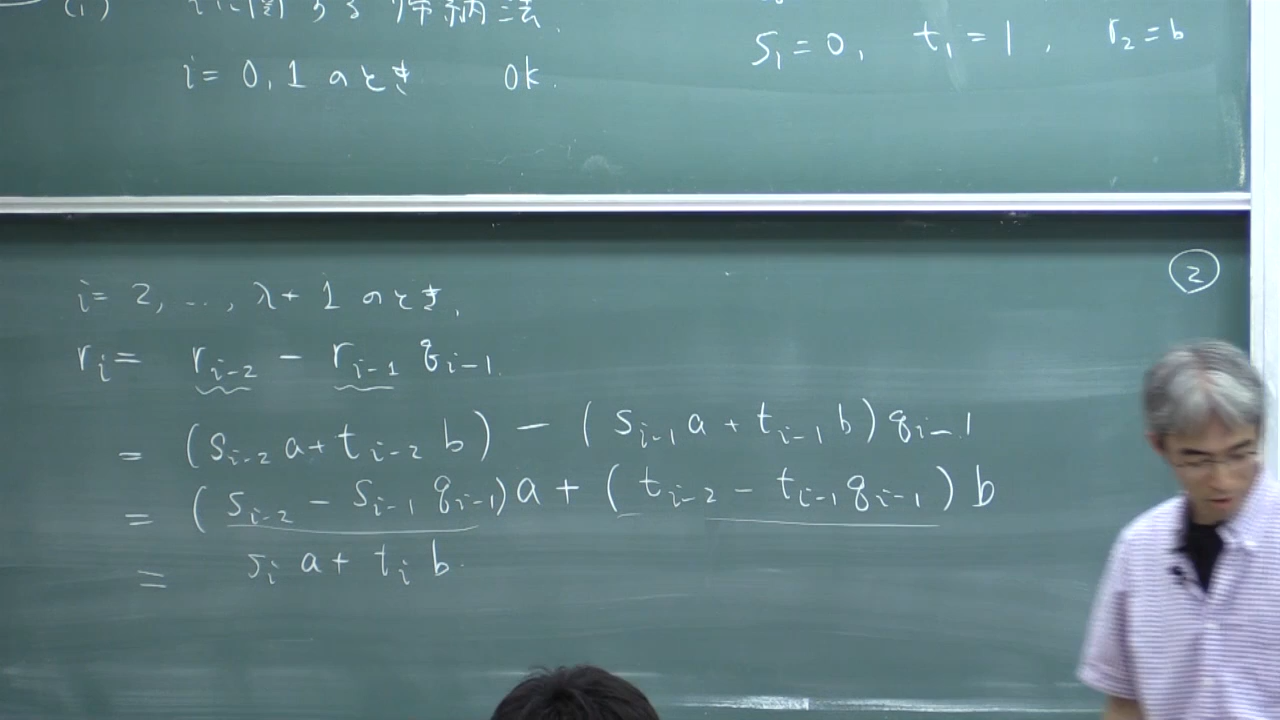 (1) iに関する帰納法.
i=0,1のとき ok.
s₁=0, t₁=1, r₂=b
②
i=2,…,λ+1のとき,
rᵢ= rᵢ₋₂ − rᵢ₋₁ qᵢ₋₁.
= (sᵢ₋₂ a+tᵢ₋₂ b) − (sᵢ₋₁ a+tᵢ₋₁ b) qᵢ₋₁
= (sᵢ₋₂ − sᵢ₋₁ qᵢ₋₁)a+(tᵢ₋₂ − tᵢ₋₁ qᵢ₋₁) b
= sᵢ a+ tᵢ b.